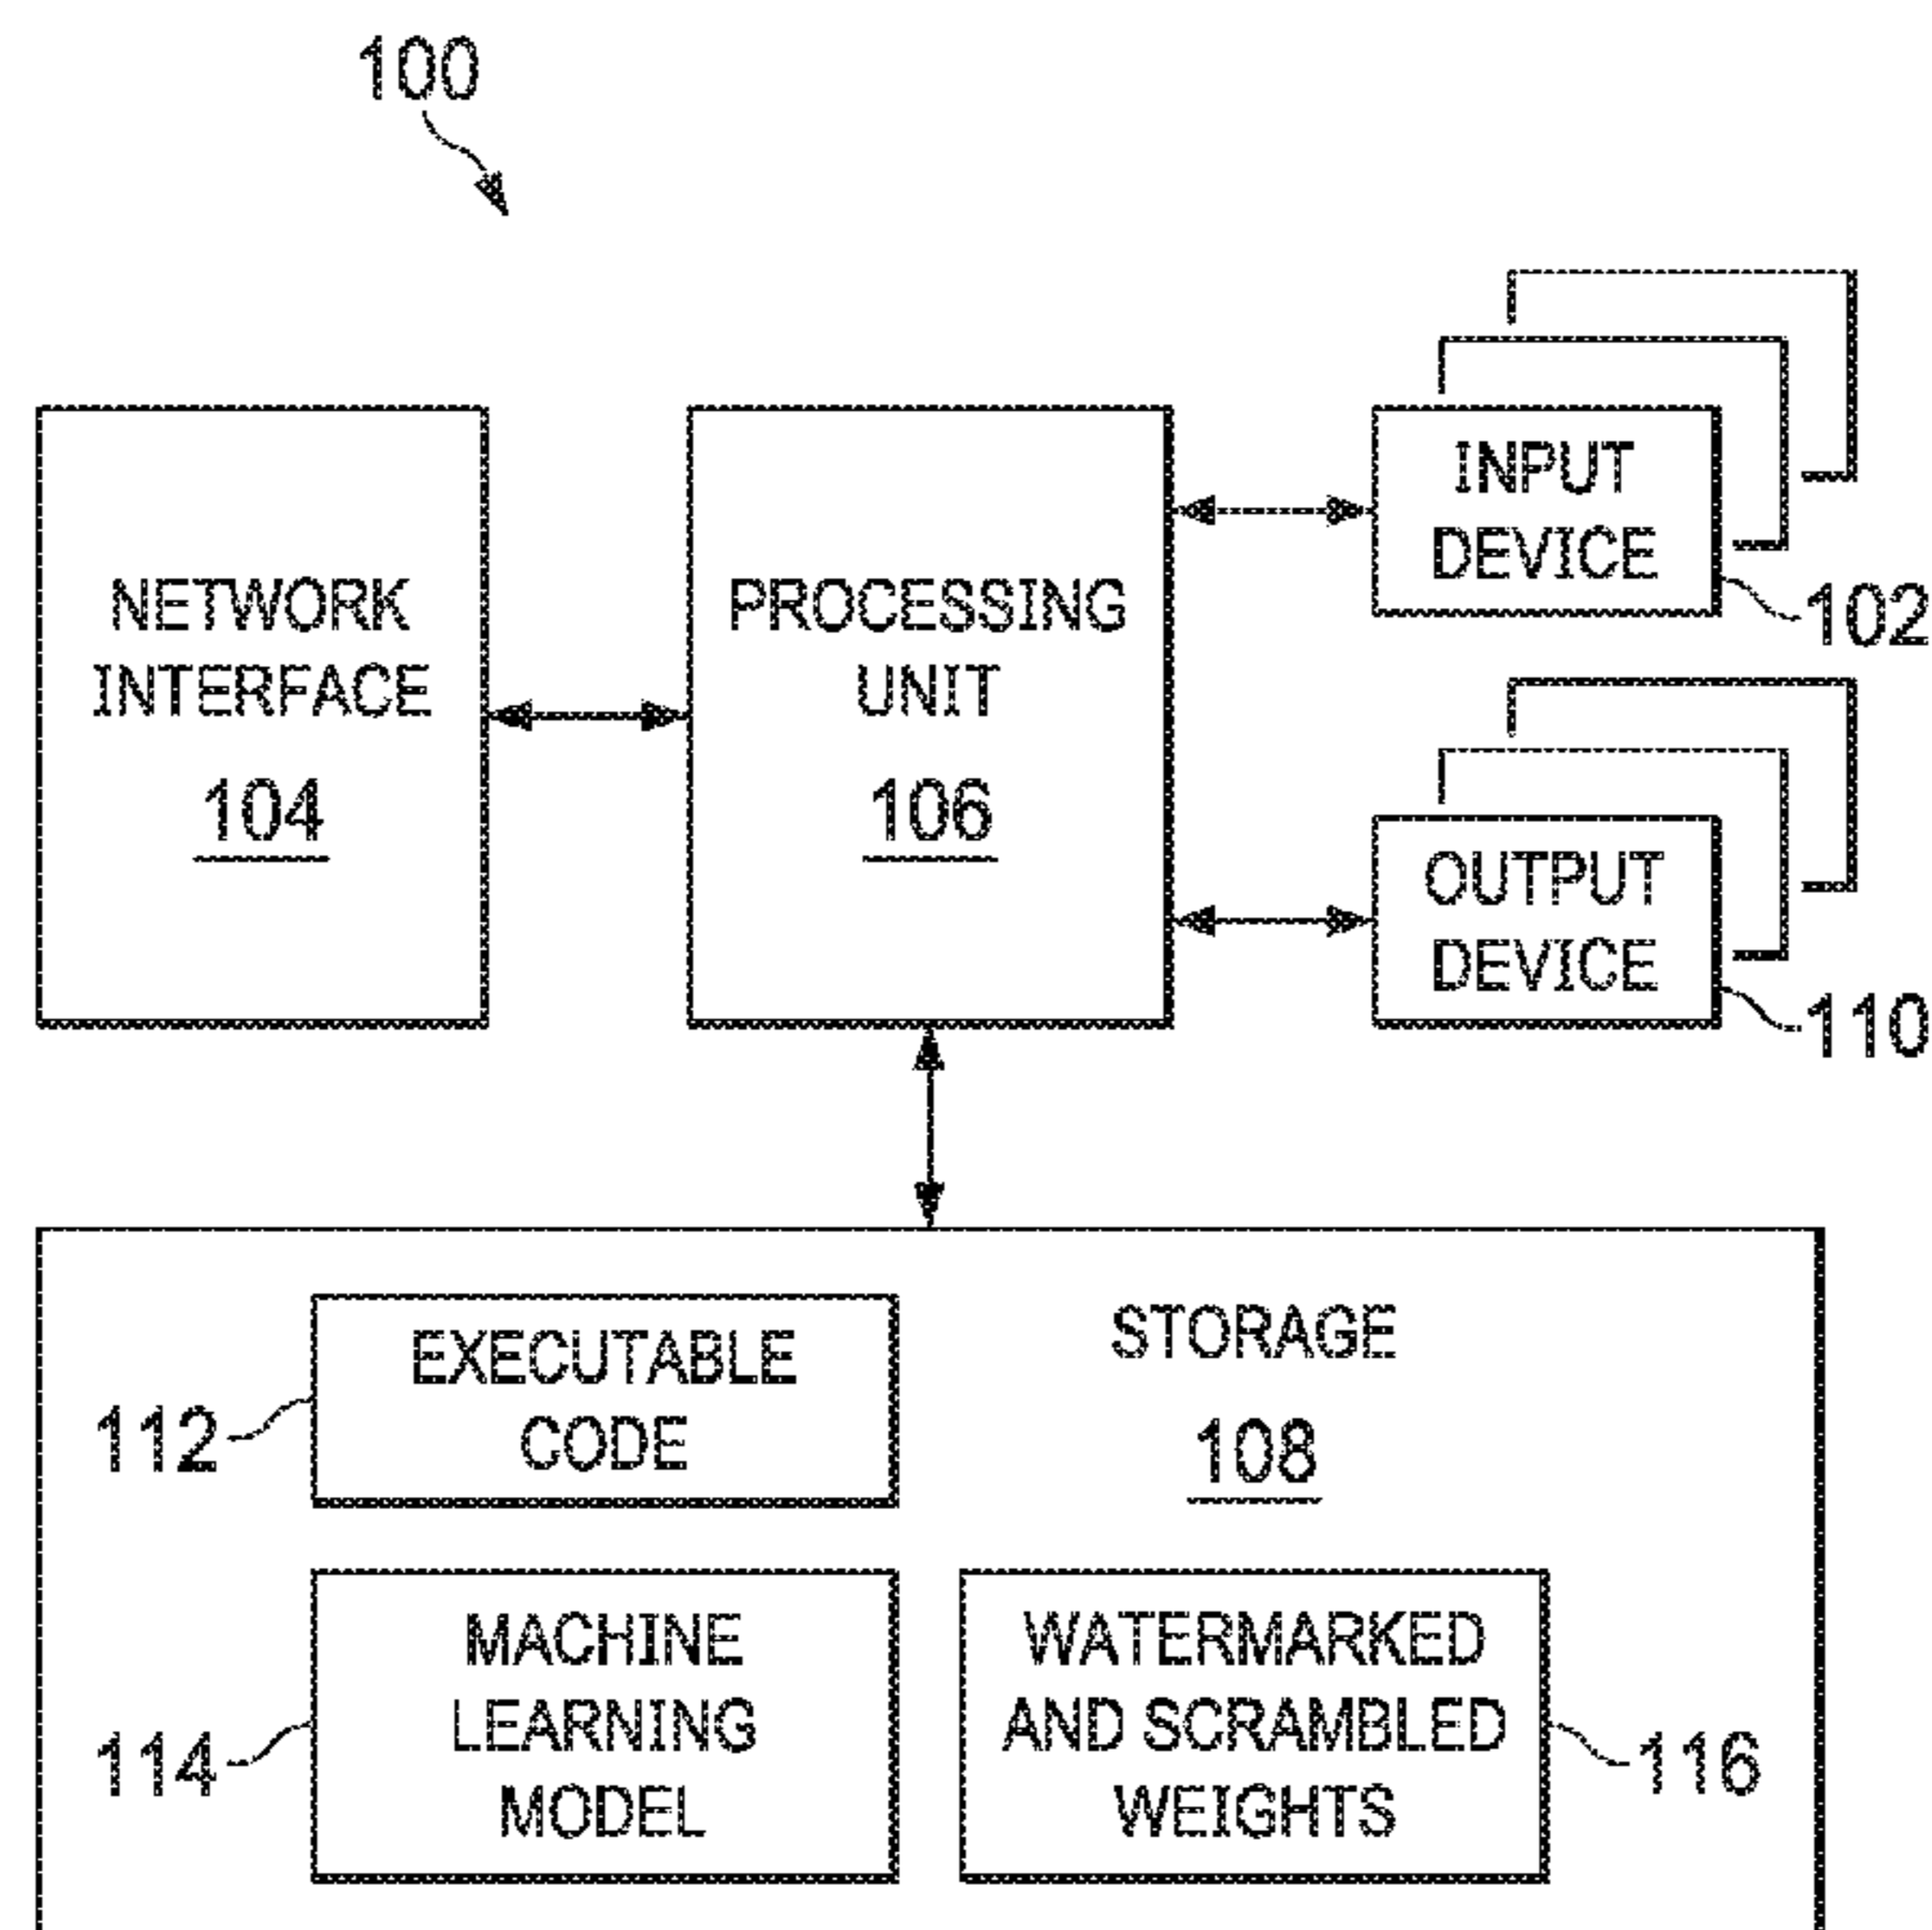 100
NETWORK
INTERFACE
104
PROCESSING
UNIT
106
INPUT
DEVICE
102
OUTPUT
DEVICE
110
STORAGE
108
EXECUTABLE
CODE
112
MACHINE
LEARNING
MODEL
114
WATERMARKED
AND SCRAMBLED
WEIGHTS
116